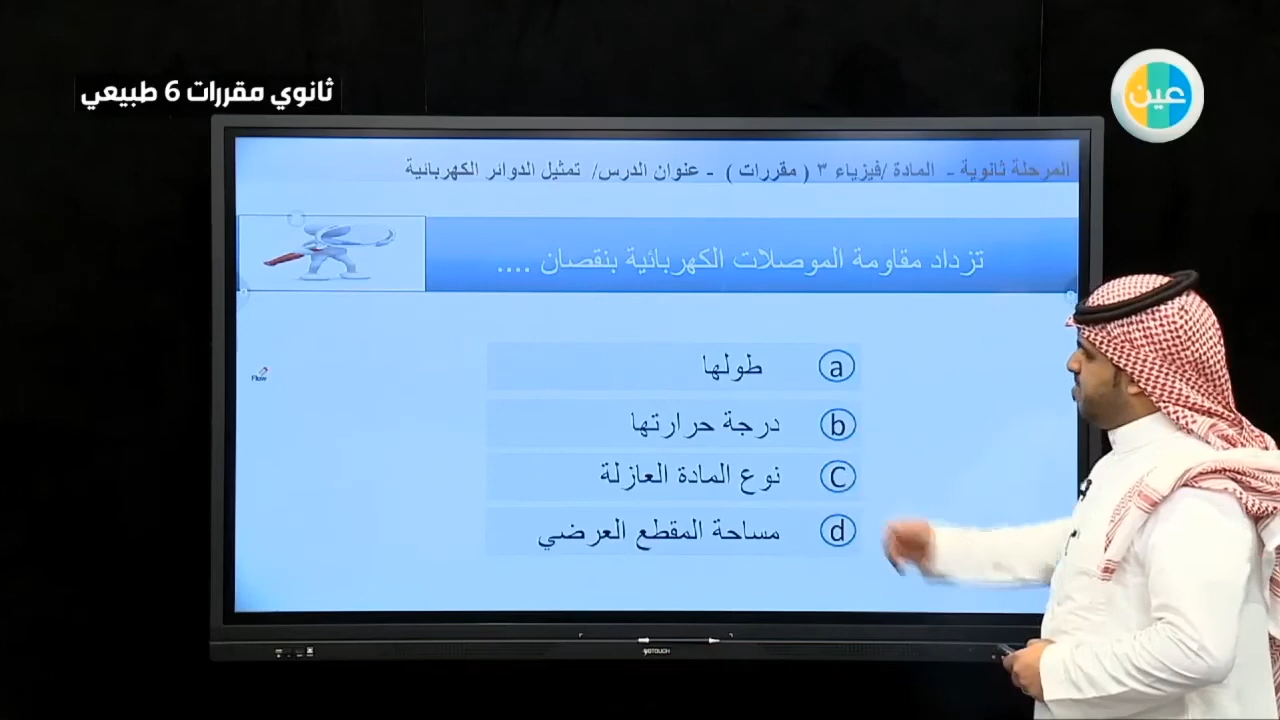 ثانوي مقررات 6 طبيعي
عين
المرحلة ثانوية - المادة /فيزياء ٣ ( مقررات ) - عنوان الدرس/ تمثيل الدوائر الكهربائية
تزداد مقاومة الموصلات الكهربائية بنقصان ....
a طولها
Flow
b درجة حرارتها
C نوع المادة العازلة
d مساحة المقطع العرضي